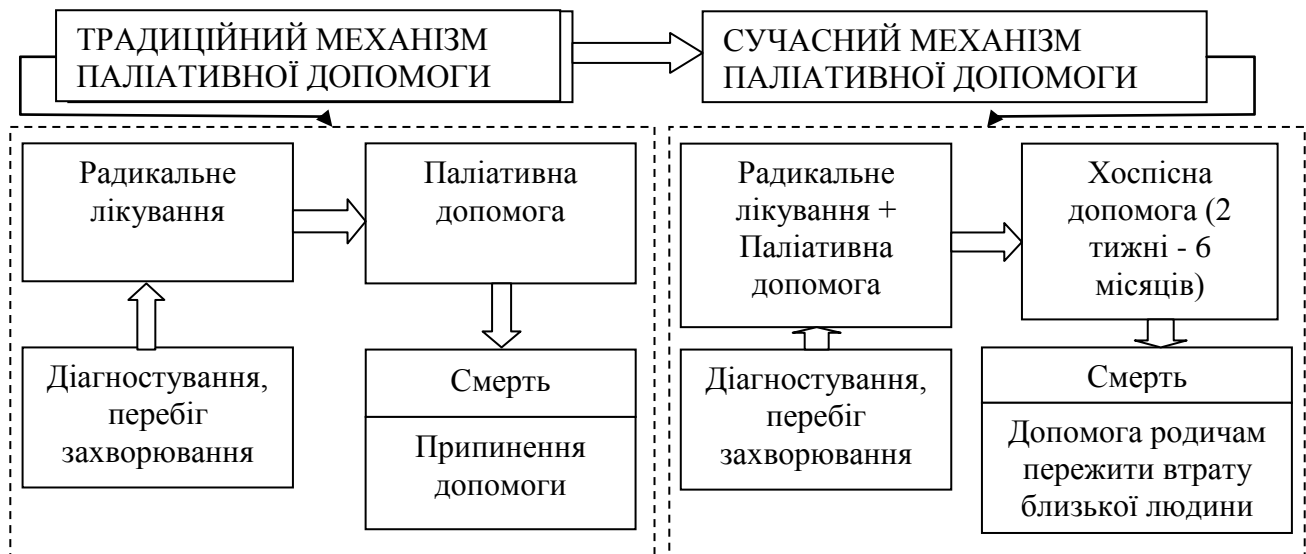 ТРАДИЦІЙНИЙ МЕХАНІЗМ
ПАЛІАТИВНОЇ ДОПОМОГИ
СУЧАСНИЙ МЕХАНІЗМ
ПАЛІАТИВНОЇ ДОПОМОГИ
Радикальне
лікування
Паліативна
допомога
Діагностування,
перебіг
захворювання
Смерть
Припинення
допомоги
Радикальне
лікування +
Паліативна
допомога
Хоспісна
допомога (2
тижні - 6
місяців)
Діагностування,
перебіг
захворювання
Смерть
Допомога родичам
пережити втрату
близької людини